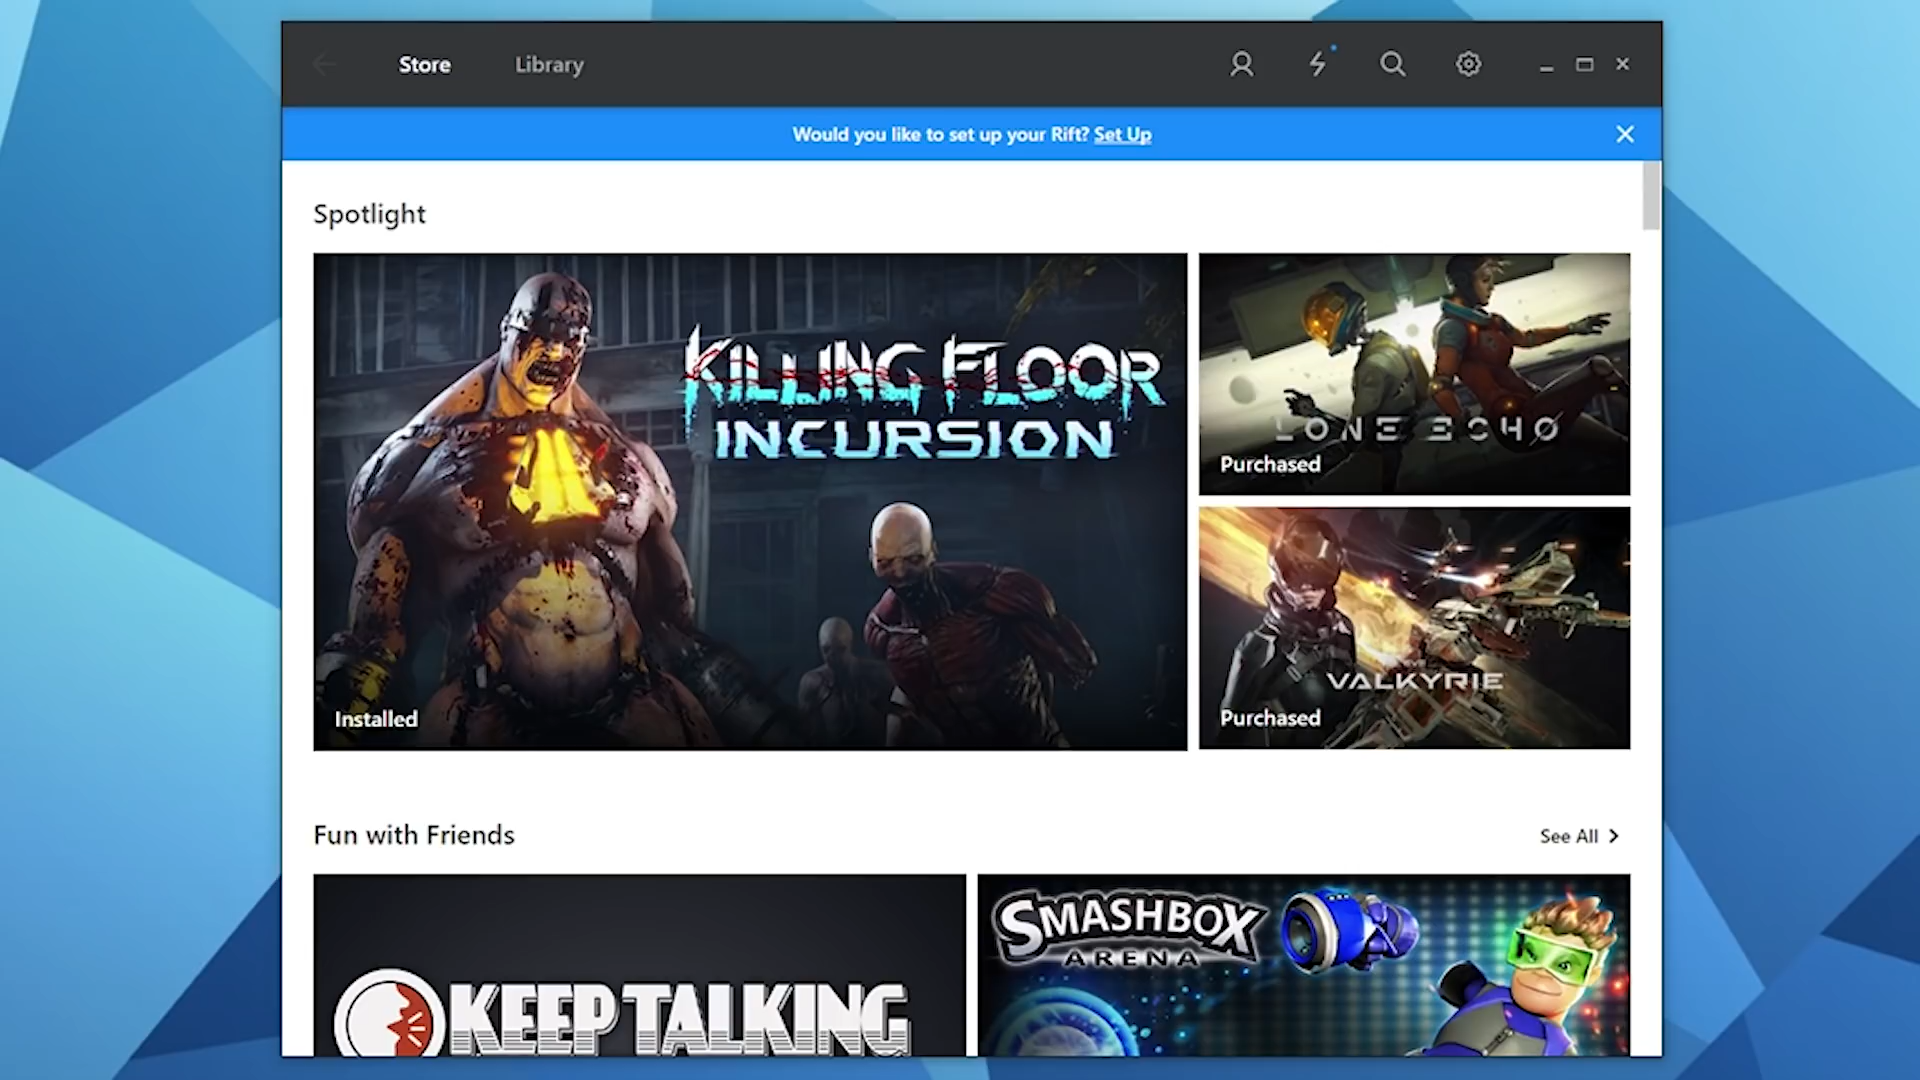 Store
Library
Would you like to set up your Rift? Set Up
Spotlight
KILLING FLOOR
INCURSION
Installed
LONE ECHO
Purchased
VALKYRIE
Purchased
Fun with Friends
See All
KEEP TALKING
SMASHBOX
ARENA